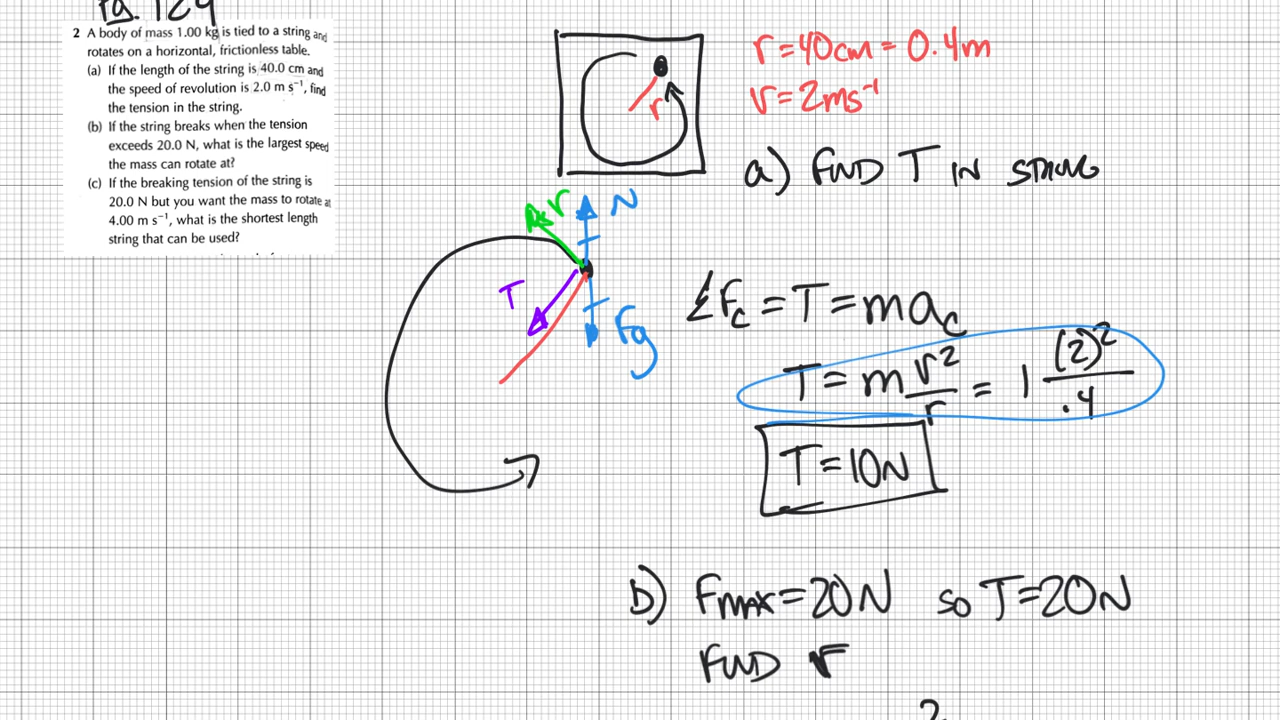 Pg. 129
2 A body of mass 1.00 kg is tied to a string and
rotates on a horizontal, frictionless table.
(a) If the length of the string is 40.0 cm and
the speed of revolution is 2.0 m s⁻¹, find
the tension in the string.
(b) If the string breaks when the tension
exceeds 20.0 N, what is the largest speed
the mass can rotate at?
(c) If the breaking tension of the string is
20.0 N but you want the mass to rotate at
4.00 m s⁻¹, what is the shortest length
string that can be used?
r
r = 40cm = 0.4m
v = 2ms⁻¹
a) FIND T IN STRING
v
N
T
Fg
ΣFc = T = mac
T = m v²/r = 1 (2)²/.4
T = 10N
b) FMAX = 20N so T = 20N
FIND v
2